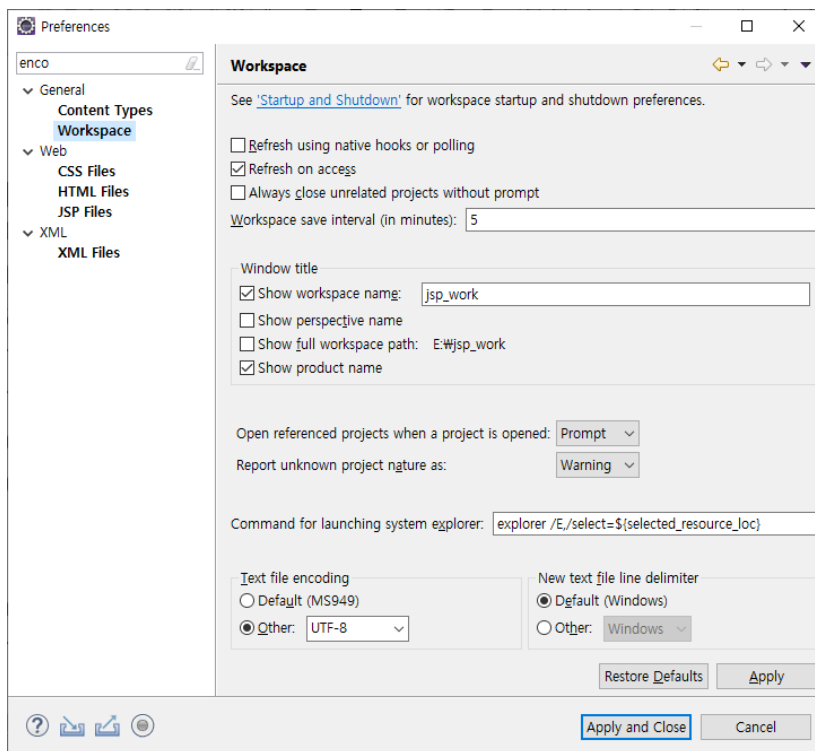 Preferences
enco
General
Content Types
Workspace
Web
CSS Files
HTML Files
JSP Files
XML
XML Files
Workspace
See 'Startup and Shutdown' for workspace startup and shutdown preferences.
Refresh using native hooks or polling
Refresh on access
Always close unrelated projects without prompt
Workspace save interval (in minutes): 5
Window title
Show workspace name: jsp_work
Show perspective name
Show full workspace path: E:₩jsp_work
Show product name
Open referenced projects when a project is opened: Prompt
Report unknown project nature as: Warning
Command for launching system explorer: explorer /E,/select=${selected_resource_loc}
Text file encoding
Default (MS949)
Other: UTF-8
New text file line delimiter
Default (Windows)
Other: Windows
Restore Defaults Apply
Apply and Close Cancel